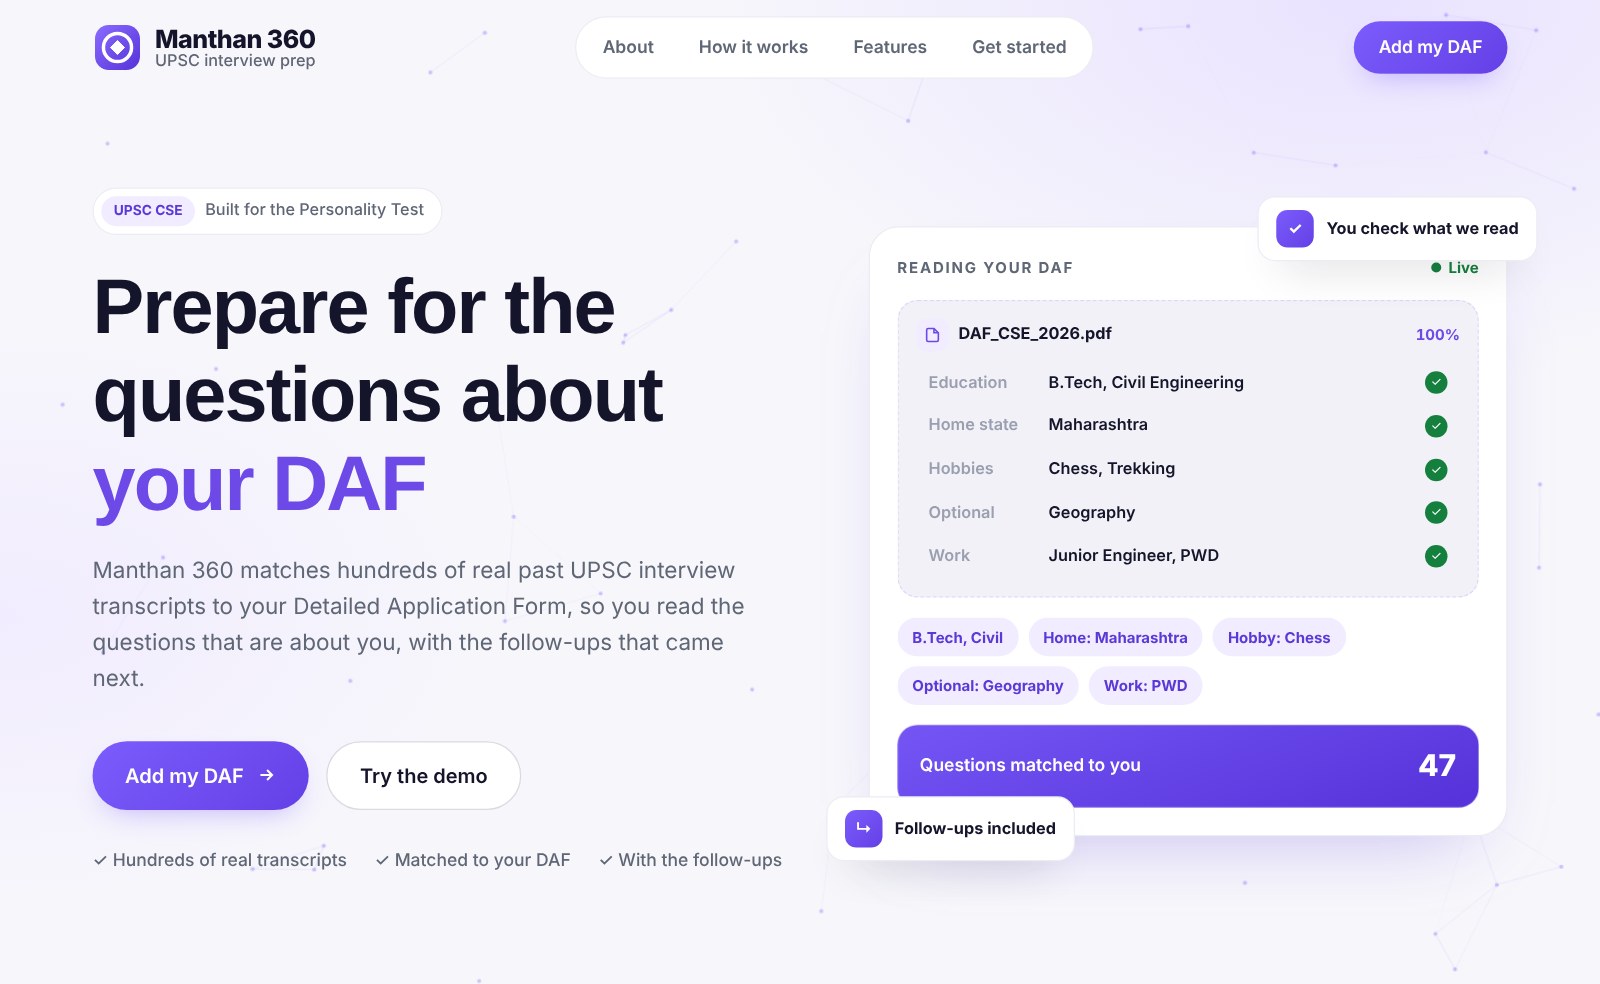 Manthan 360
UPSC interview prep
About
How it works
Features
Get started
Add my DAF
UPSC CSE Built for the Personality Test
Prepare for the
questions about
your DAF
Manthan 360 matches hundreds of real past UPSC interview
transcripts to your Detailed Application Form, so you read the
questions that are about you, with the follow-ups that came
next.
Add my DAF →
Try the demo
✓ Hundreds of real transcripts
✓ Matched to your DAF
✓ With the follow-ups
You check what we read
READING YOUR DAF
Live
DAF_CSE_2026.pdf
100%
Education B.Tech, Civil Engineering
Home state Maharashtra
Hobbies Chess, Trekking
Optional Geography
Work Junior Engineer, PWD
B.Tech, Civil
Home: Maharashtra
Hobby: Chess
Optional: Geography
Work: PWD
Questions matched to you 47
Follow-ups included